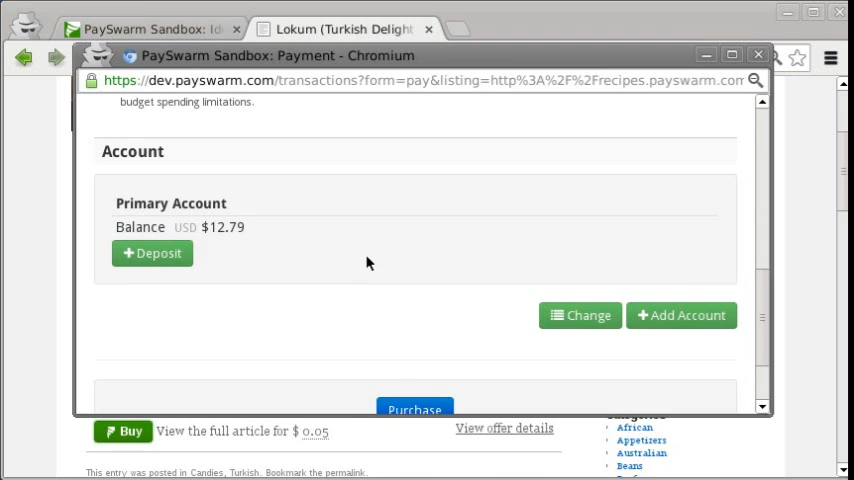 PaySwarm Sandbox: Id
Lokum (Turkish Delight
PaySwarm Sandbox: Payment - Chromium
https://dev.payswarm.com/transactions?form=pay&listing=http%3A%2F%2Frecipes.payswarm.com
budget spending limitations.
Account
Primary Account
Balance USD $12.79
Deposit
Change
Add Account
Purchase
Buy View the full article for $ 0.05
View offer details
African
Appetizers
Australian
Beans
This entry was posted in Candies, Turkish. Bookmark the permalink.